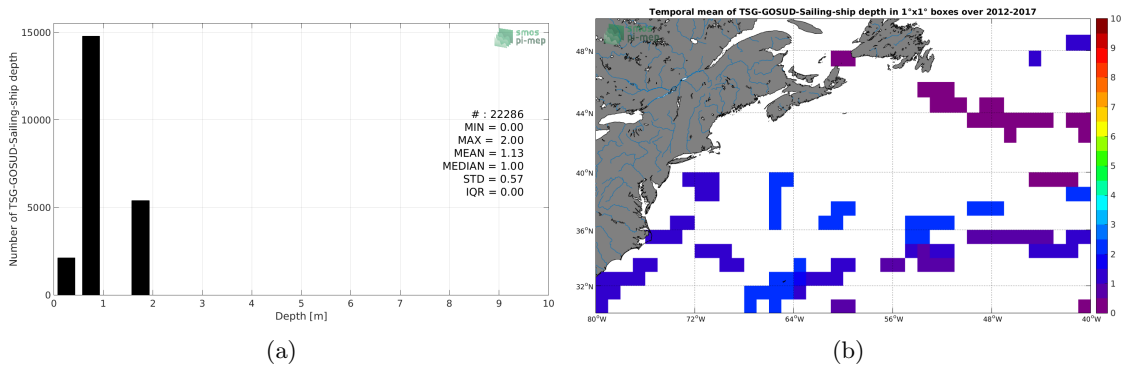 15000
10000
5000
0
Number of TSG-GOSUD-Sailing-ship depth
smos
pi-mep
# : 22286
MIN = 0.00
MAX = 2.00
MEAN = 1.13
MEDIAN = 1.00
STD = 0.57
IQR = 0.00
0 1 2 3 4 5 6 7 8 9 10
Depth [m]
(a)
Temporal mean of TSG-GOSUD-Sailing-ship depth in 1°x1° boxes over 2012-2017
smos
pi-mep
48°N
44°N
40°N
36°N
32°N
80°W 72°W 64°W 56°W 48°W 40°W
10
9
8
7
6
5
4
3
2
1
0
(b)